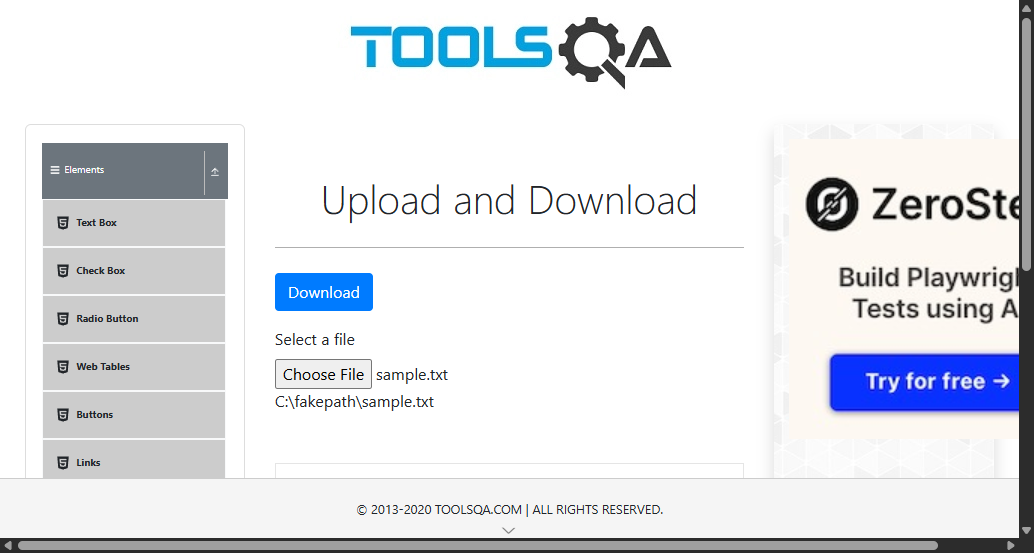 TOOLSQA
Elements
Text Box
Check Box
Radio Button
Web Tables
Buttons
Links
Upload and Download
Download
Select a file
Choose File sample.txt
C:\fakepath\sample.txt
ZeroSte
Build Playwrigh
Tests using A
Try for free →
© 2013-2020 TOOLSQA.COM | ALL RIGHTS RESERVED.